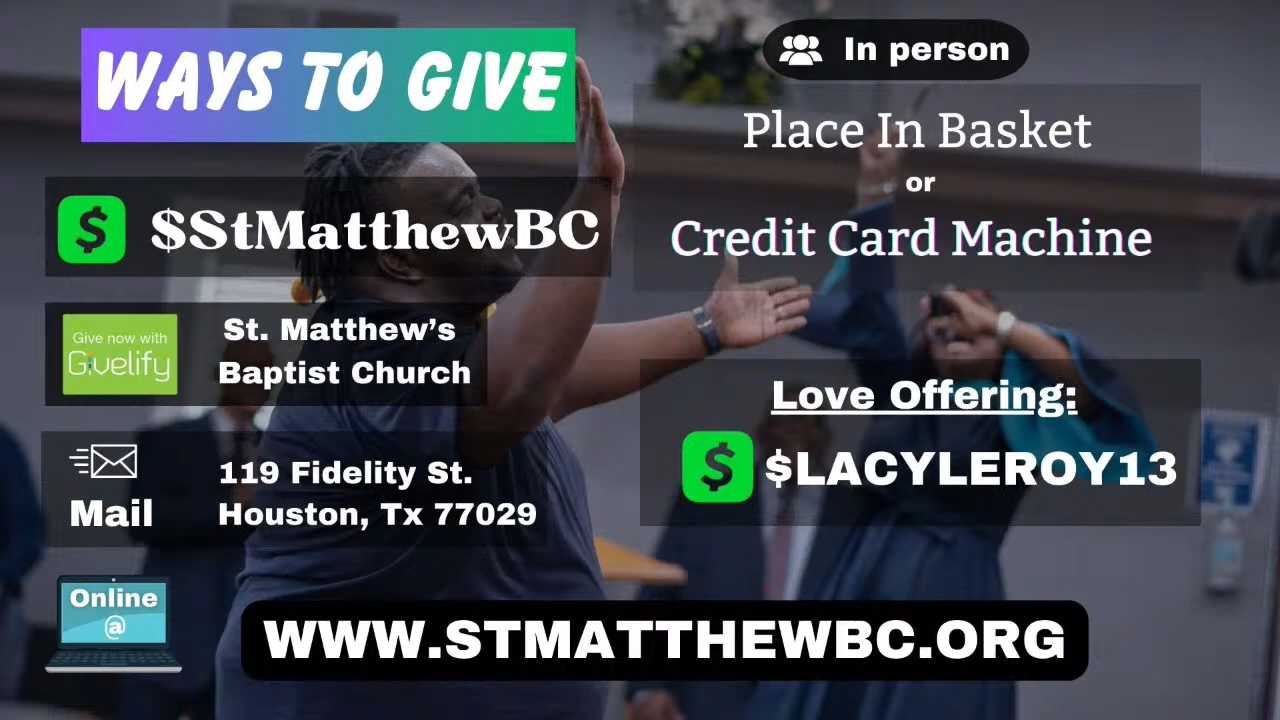 WAYS TO GIVE
$StMatthewBC
Give now with
Givelify
St. Matthew’s
Baptist Church
Mail
119 Fidelity St.
Houston, Tx 77029
Online
@
WWW.STMATTHEWBC.ORG
In person
Place In Basket
or
Credit Card Machine
Love Offering:
$LACYLEROY13